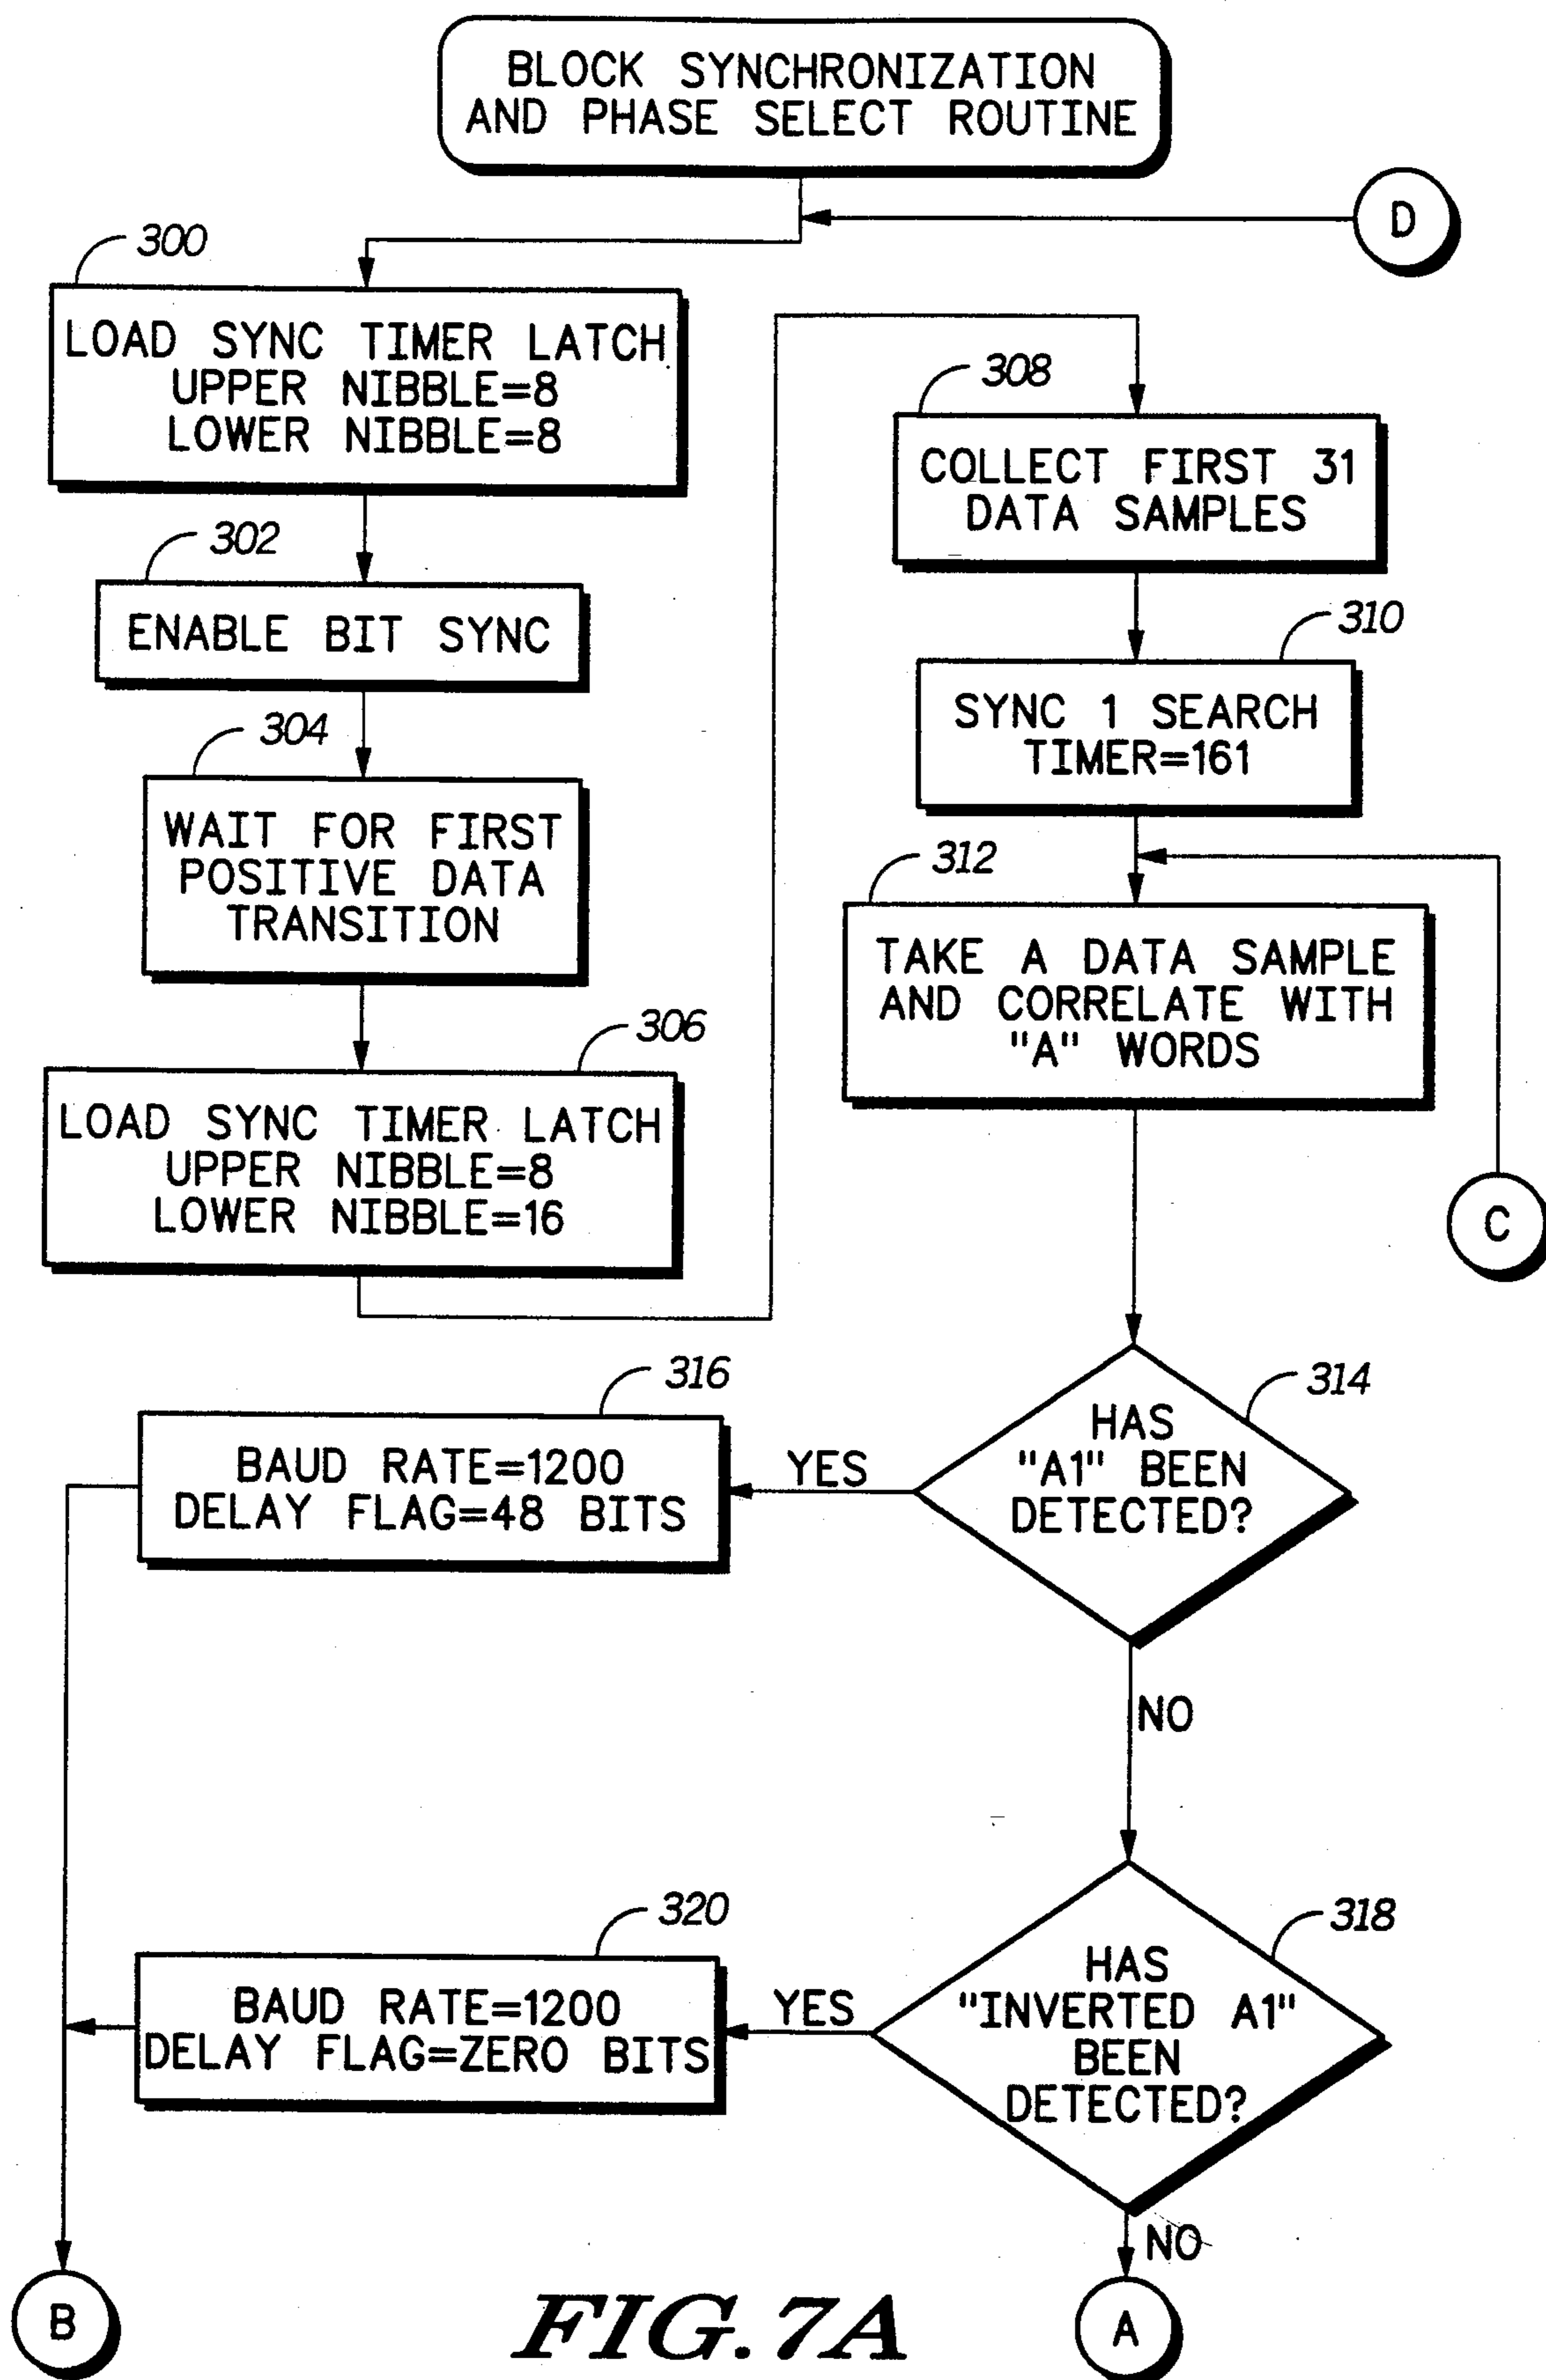 BLOCK SYNCHRONIZATION
AND PHASE SELECT ROUTINE
D
300
LOAD SYNC TIMER LATCH
UPPER NIBBLE=8
LOWER NIBBLE=8
302
ENABLE BIT SYNC
304
WAIT FOR FIRST
POSITIVE DATA
TRANSITION
306
LOAD SYNC TIMER LATCH
UPPER NIBBLE=8
LOWER NIBBLE=16
308
COLLECT FIRST 31
DATA SAMPLES
310
SYNC 1 SEARCH
TIMER=161
312
TAKE A DATA SAMPLE
AND CORRELATE WITH
"A" WORDS
C
314
HAS
"A1" BEEN
DETECTED?
YES
316
BAUD RATE=1200
DELAY FLAG=48 BITS
NO
318
HAS
"INVERTED A1"
BEEN
DETECTED?
YES
320
BAUD RATE=1200
DELAY FLAG=ZERO BITS
NO
B
A
FIG.7A